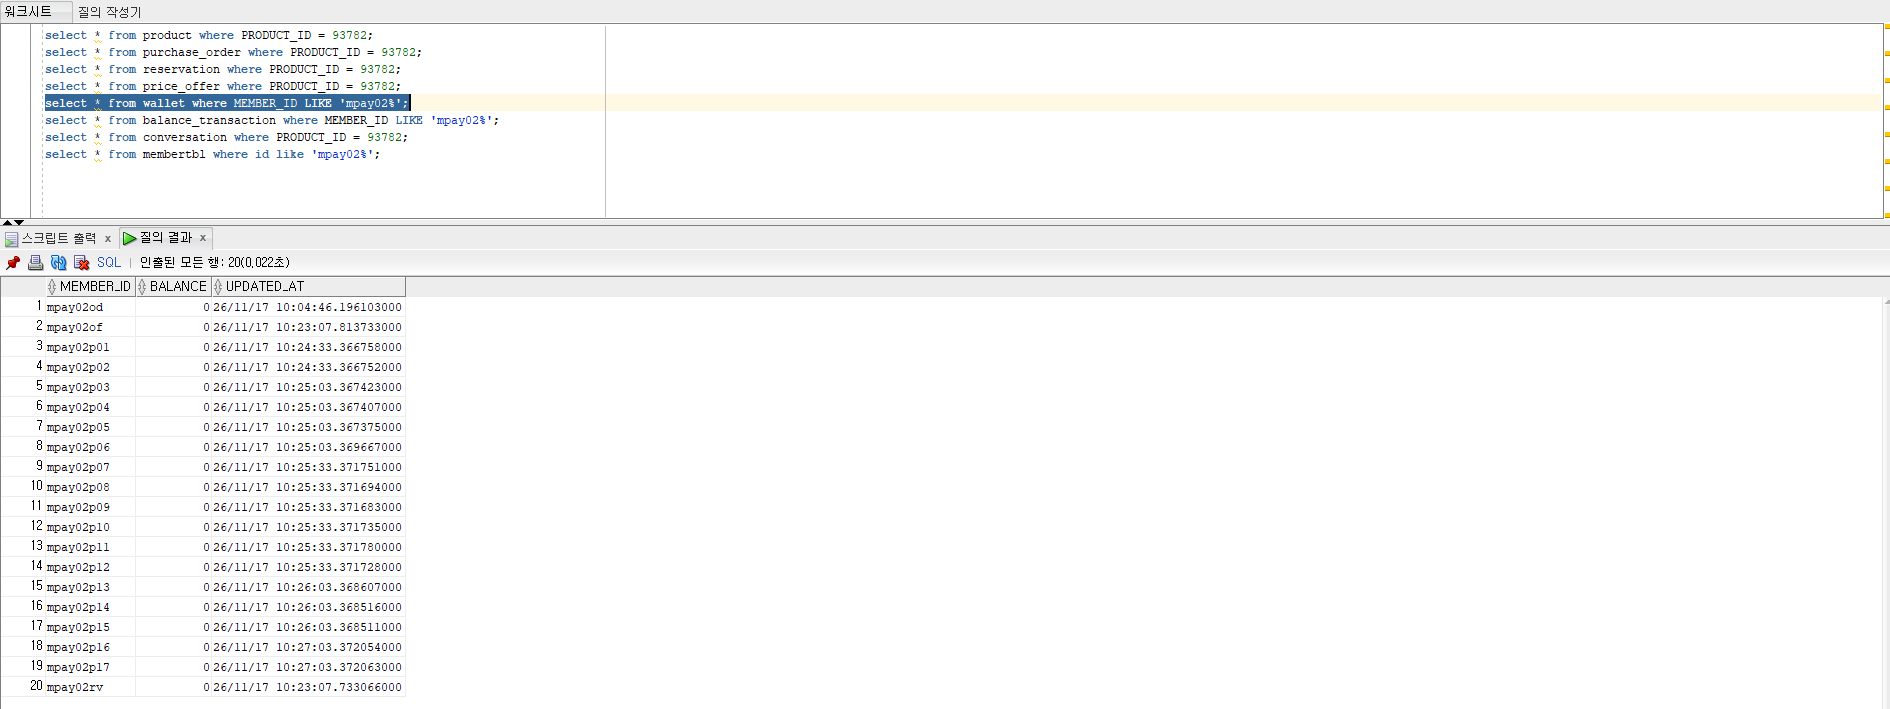 워크시트 질의 작성기
select * from product where PRODUCT_ID = 93782;
select * from purchase_order where PRODUCT_ID = 93782;
select * from reservation where PRODUCT_ID = 93782;
select * from price_offer where PRODUCT_ID = 93782;
select * from wallet where MEMBER_ID LIKE 'mpay02%';
select * from balance_transaction where MEMBER_ID LIKE 'mpay02%';
select * from conversation where PRODUCT_ID = 93782;
select * from membertbl where id like 'mpay02%';
스크립트 출력 x 질의 결과 x
SQL | 인출된 모든 행: 20(0,022초)
MEMBER_ID BALANCE UPDATED_AT
1 mpay02od 0 26/11/17 10:04:46.196103000
2 mpay02of 0 26/11/17 10:23:07.813733000
3 mpay02p01 0 26/11/17 10:24:33.366758000
4 mpay02p02 0 26/11/17 10:24:33.366752000
5 mpay02p03 0 26/11/17 10:25:03.367423000
6 mpay02p04 0 26/11/17 10:25:03.367407000
7 mpay02p05 0 26/11/17 10:25:03.367375000
8 mpay02p06 0 26/11/17 10:25:03.369667000
9 mpay02p07 0 26/11/17 10:25:33.371751000
10 mpay02p08 0 26/11/17 10:25:33.371694000
11 mpay02p09 0 26/11/17 10:25:33.371683000
12 mpay02p10 0 26/11/17 10:25:33.371735000
13 mpay02p11 0 26/11/17 10:25:33.371780000
14 mpay02p12 0 26/11/17 10:25:33.371728000
15 mpay02p13 0 26/11/17 10:26:03.368607000
16 mpay02p14 0 26/11/17 10:26:03.368516000
17 mpay02p15 0 26/11/17 10:26:03.368511000
18 mpay02p16 0 26/11/17 10:27:03.372054000
19 mpay02p17 0 26/11/17 10:27:03.372063000
20 mpay02rv 0 26/11/17 10:23:07.733066000